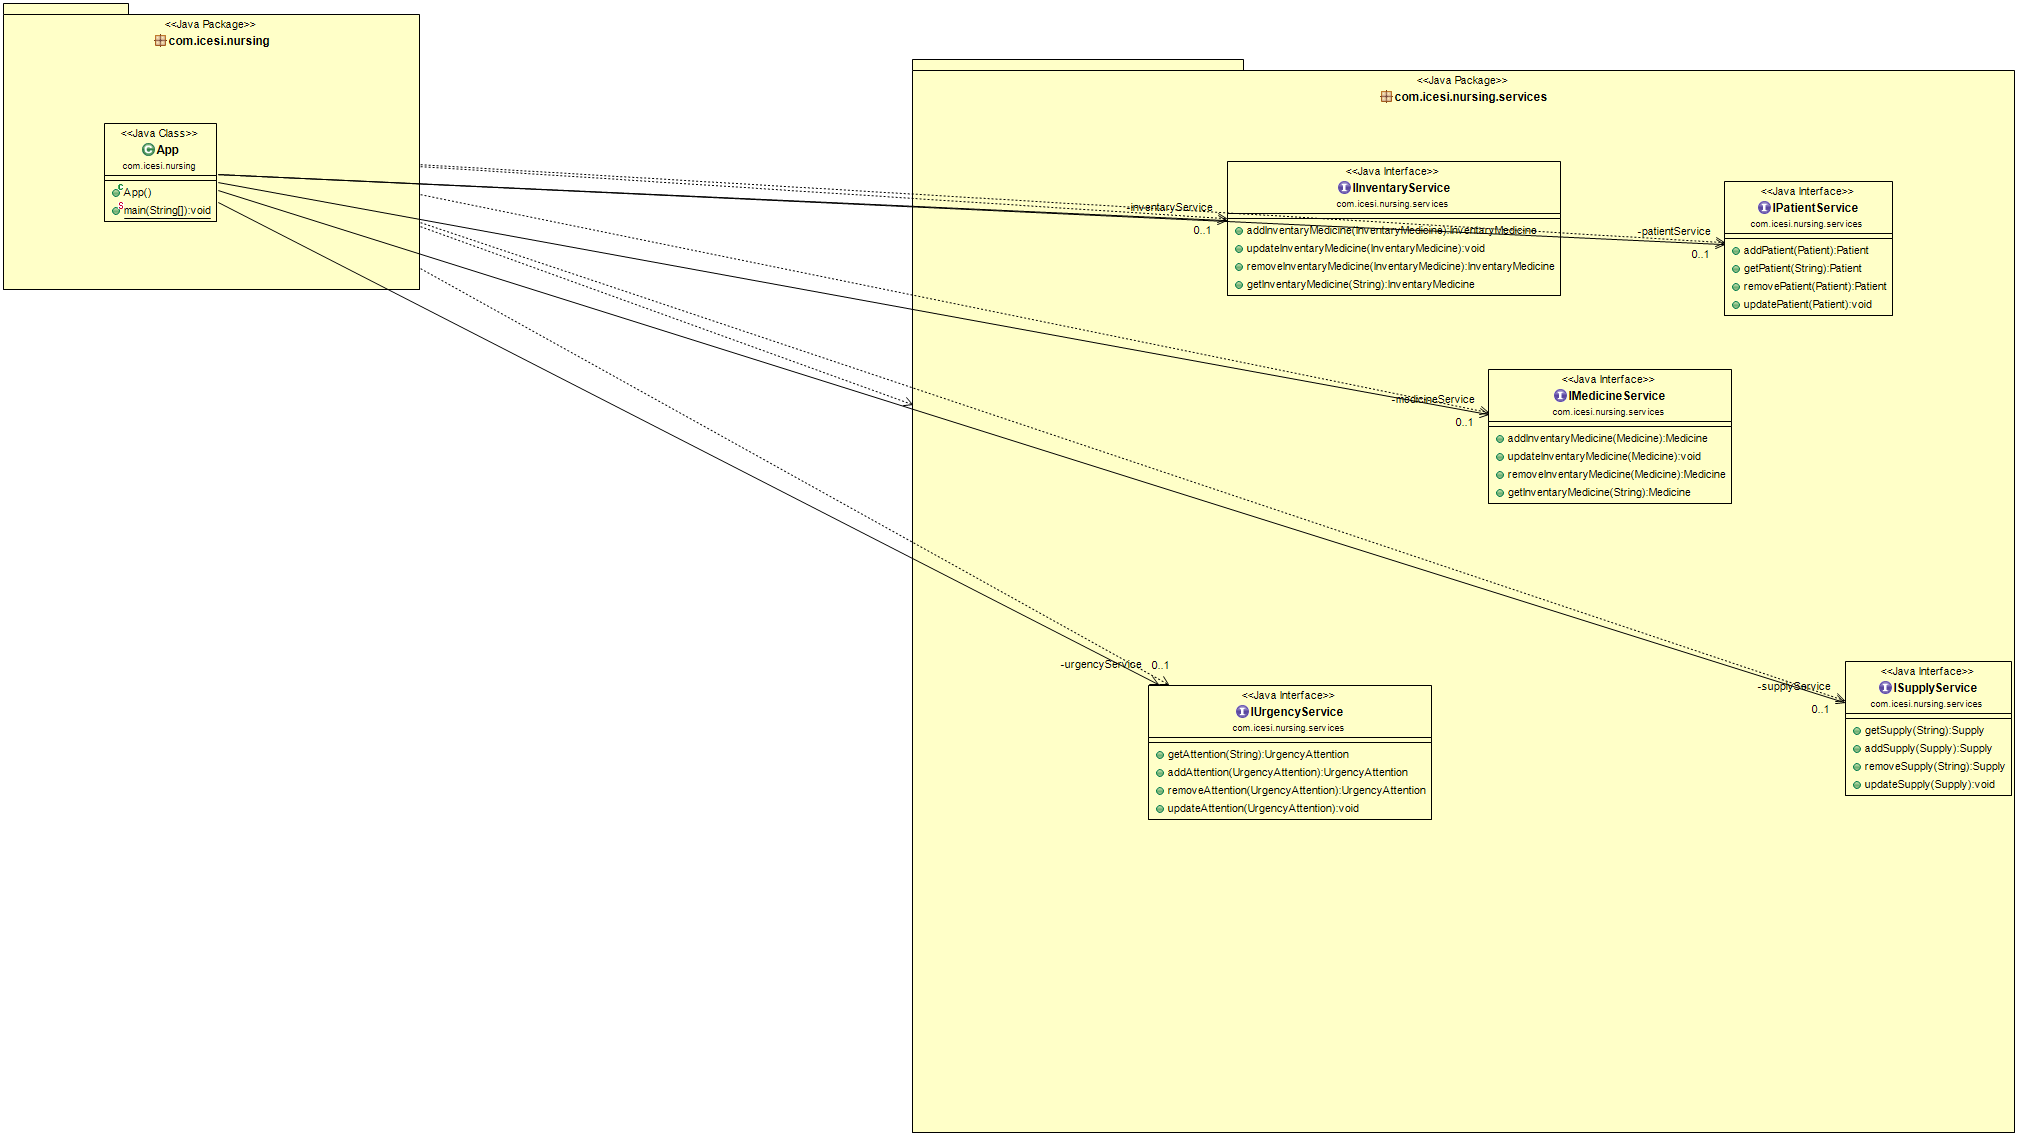 <<Java Package>>
com.icesi.nursing
<<Java Class>>
App
com.icesi.nursing
App()
main(String[]):void
<<Java Package>>
com.icesi.nursing.services
<<Java Interface>>
IInventaryService
com.icesi.nursing.services
addInventaryMedicine(InventaryMedicine):InventaryMedicine
updateInventaryMedicine(InventaryMedicine):void
removeInventaryMedicine(InventaryMedicine):InventaryMedicine
getInventaryMedicine(String):InventaryMedicine
-inventaryService
0..1
<<Java Interface>>
IPatientService
com.icesi.nursing.services
addPatient(Patient):Patient
getPatient(String):Patient
removePatient(Patient):Patient
updatePatient(Patient):void
-patientService
0..1
<<Java Interface>>
IMedicineService
com.icesi.nursing.services
addInventaryMedicine(Medicine):Medicine
updateInventaryMedicine(Medicine):void
removeInventaryMedicine(Medicine):Medicine
getInventaryMedicine(String):Medicine
-medicineService
0..1
-urgencyService
0..1
<<Java Interface>>
IUrgencyService
com.icesi.nursing.services
getAttention(String):UrgencyAttention
addAttention(UrgencyAttention):UrgencyAttention
removeAttention(UrgencyAttention):UrgencyAttention
updateAttention(UrgencyAttention):void
-supplyService
0..1
<<Java Interface>>
ISupplyService
com.icesi.nursing.services
getSupply(String):Supply
addSupply(Supply):Supply
removeSupply(String):Supply
updateSupply(Supply):void